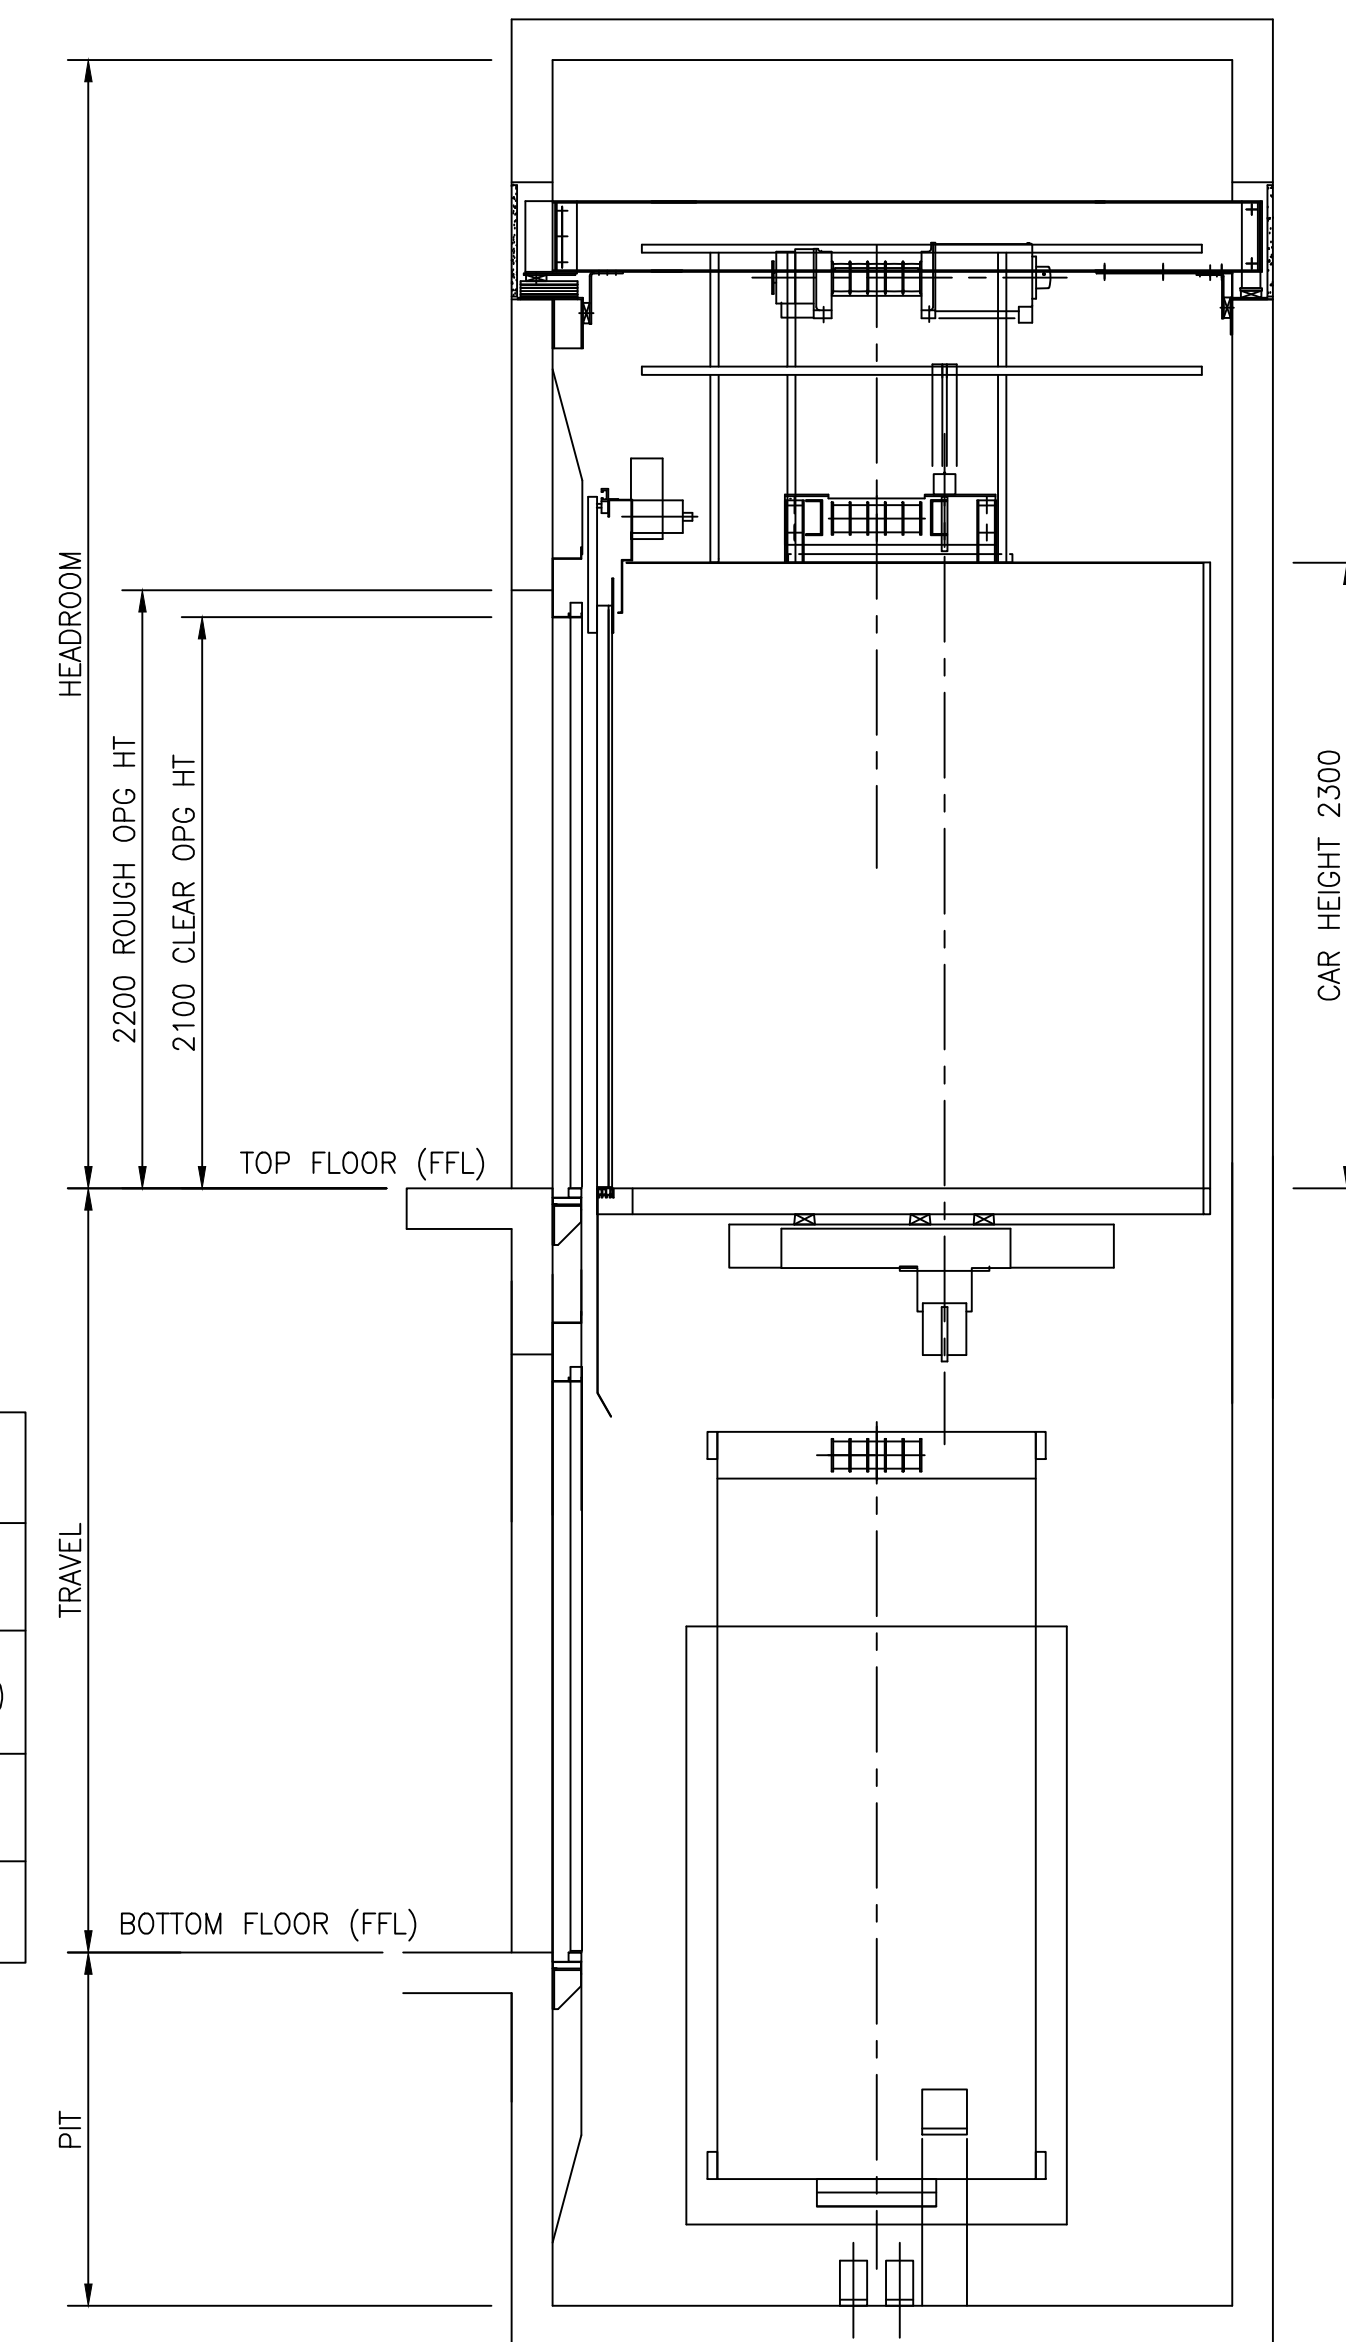 HEADROOM
2200 ROUGH OPG HT
2100 CLEAR OPG HT
CAR HEIGHT 2300
TOP FLOOR (FFL)
TRAVEL
BOTTOM FLOOR (FFL)
PIT
)